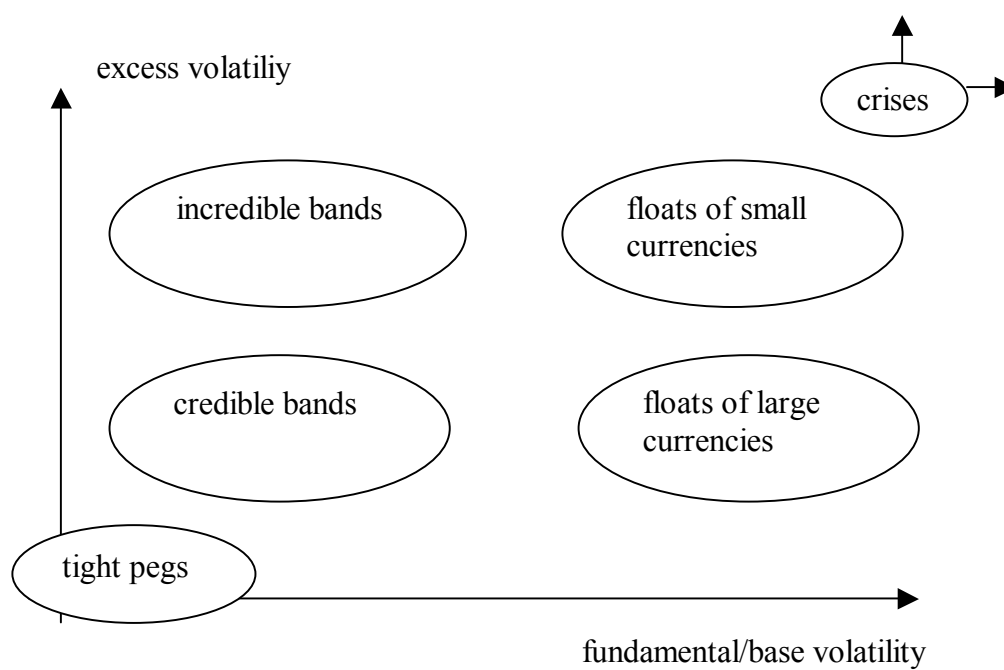 excess volatiliy
crises
incredible bands
floats of small
currencies
credible bands
floats of large
currencies
tight pegs
fundamental/base volatility